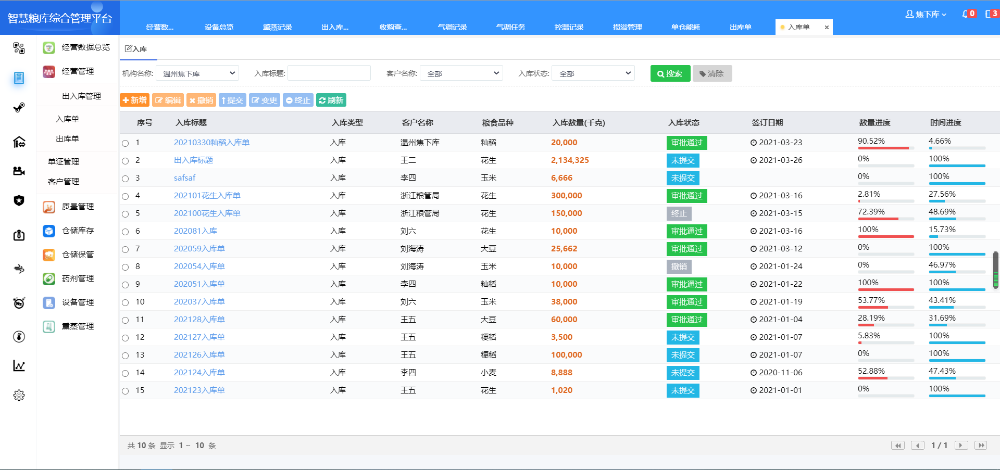 智慧粮库综合管理平台
焦下库 0 3
经营数... 设备总览 熏蒸记录 出入库... 收购查... 气调记录 气调任务 控温记录 损溢管理 单仓能耗 出库单 入库单 ×
经营数据总览
经营管理
出入库管理
入库单
出库单
单证管理
客户管理
质量管理
仓储库存
仓储保管
药剂管理
设备管理
熏蒸管理
入库
机构名称: 温州焦下库 入库标题: 客户名称: 全部 入库状态: 全部 搜索 清除
新增 编辑 撤销 提交 变更 终止 刷新
序号 入库标题 入库类型 客户名称 粮食品种 入库数量(千克) 入库状态 签订日期 数量进度 时间进度
1 20210330籼稻入库单 入库 温州焦下库 籼稻 20,000 审批通过 2021-03-23 90.52% 4.66%
2 出入库标题 入库 王二 花生 2,134,325 未提交 2021-03-26 0% 100%
3 safsaf 入库 李四 玉米 6,666 未提交 0% 100%
4 202101花生入库单 入库 浙江粮管局 花生 300,000 审批通过 2021-03-16 2.81% 27.56%
5 202100花生入库单 入库 浙江粮管局 花生 150,000 终止 2021-03-15 72.39% 48.69%
6 202081入库 入库 刘六 花生 10,000 审批通过 2021-03-16 100% 15.73%
7 202059入库单 入库 刘海涛 大豆 25,662 审批通过 2021-03-12 0% 100%
8 202054入库单 入库 刘海涛 玉米 10,000 撤销 2021-01-24 0% 46.97%
9 202051入库单 入库 李四 籼稻 10,000 审批通过 2021-01-22 100% 100%
10 202037入库单 入库 刘六 玉米 38,000 审批通过 2021-01-19 53.77% 43.41%
11 202128入库单 入库 王五 大豆 60,000 审批通过 2021-01-04 28.19% 31.69%
12 202127入库单 入库 王五 粳稻 3,500 未提交 2021-01-07 5.83% 100%
13 202126入库单 入库 王五 粳稻 100,000 未提交 2021-01-07 0% 100%
14 202124入库单 入库 李四 小麦 8,888 未提交 2020-11-06 52.88% 47.43%
15 202123入库单 入库 王五 花生 1,020 未提交 2021-01-01 0% 100%
共 10 条 显示 1 ~ 10 条 1 / 1